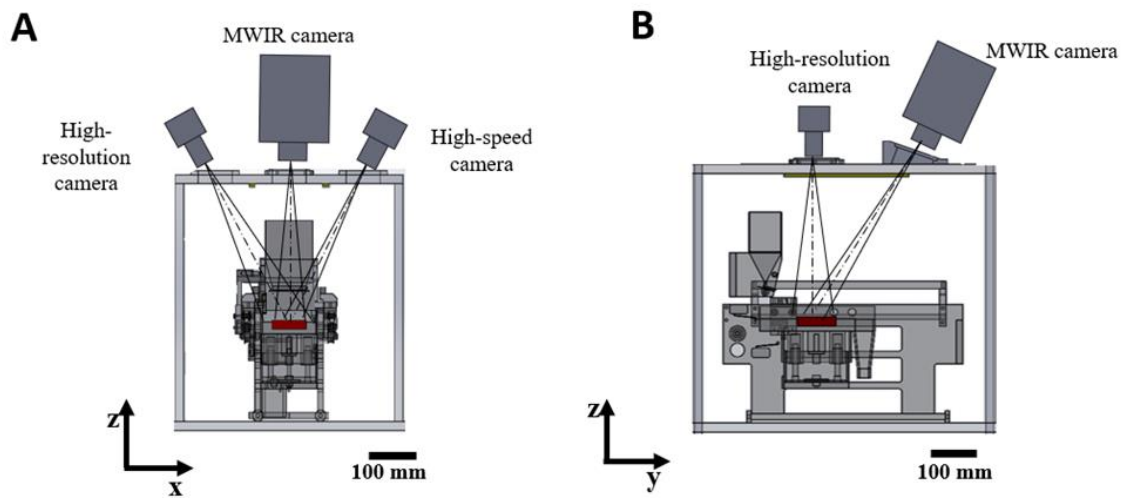 A
MWIR camera
High-
resolution
camera
High-speed
camera
z
x
100 mm
B
High-resolution
camera
MWIR camera
z
y
100 mm